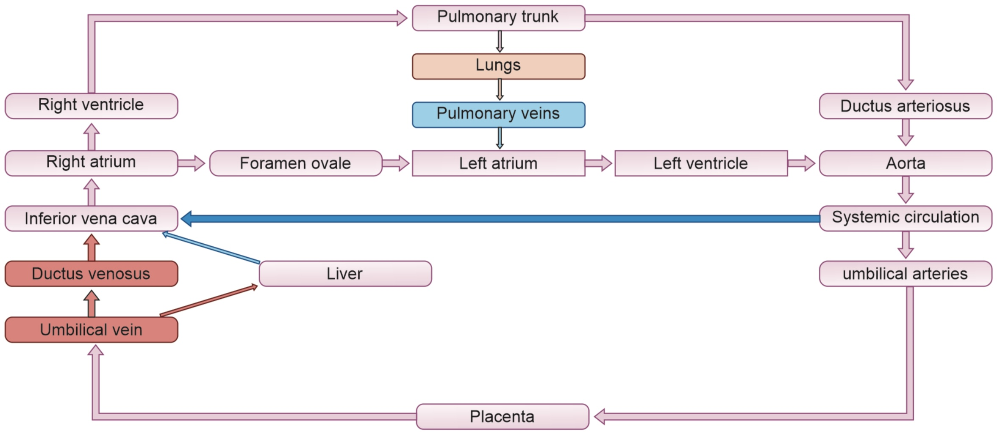 Pulmonary trunk
Lungs
Right ventricle
Pulmonary veins
Ductus arteriosus
Right atrium
Foramen ovale
Left atrium
Left ventricle
Aorta
Inferior vena cava
Systemic circulation
Ductus venosus
Liver
umbilical arteries
Umbilical vein
Placenta